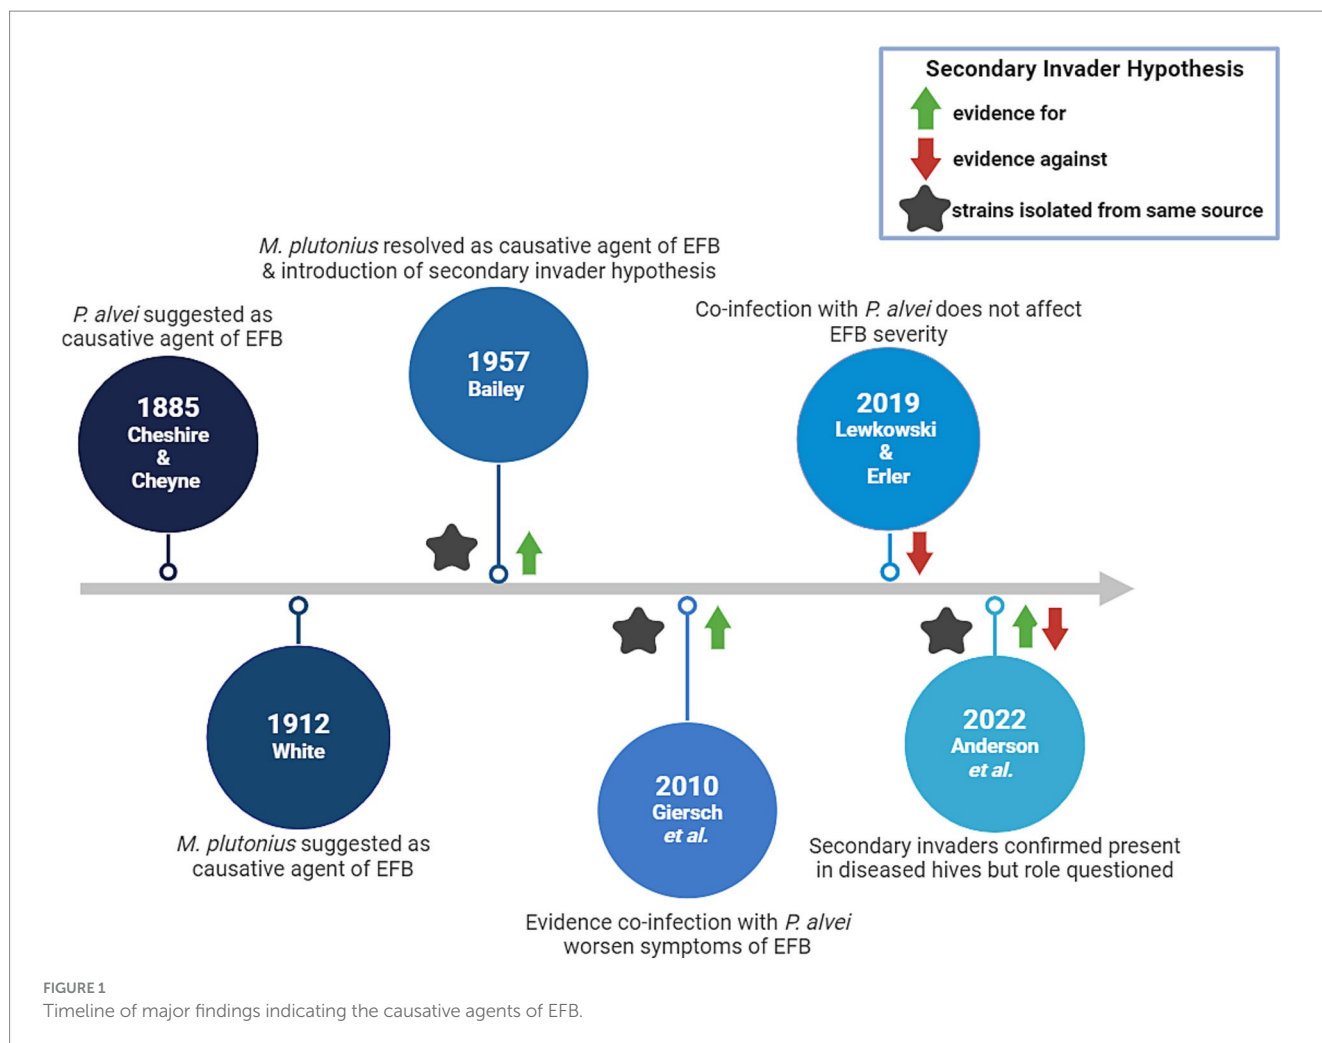 Secondary Invader Hypothesis
evidence for
evidence against
strains isolated from same source
M. plutonius resolved as causative agent of EFB
& introduction of secondary invader hypothesis
P. alvei suggested as
causative agent of EFB
Co-infection with P. alvei does not affect
EFB severity
1885
Cheshire
&
Cheyne
1957
Bailey
2019
Lewkowski
&
Erler
1912
White
M. plutonius suggested as
causative agent of EFB
2010
Giersch
et al.
Evidence co-infection with P. alvei
worsen symptoms of EFB
2022
Anderson
et al.
Secondary invaders confirmed present
in diseased hives but role questioned
FIGURE 1
Timeline of major findings indicating the causative agents of EFB.